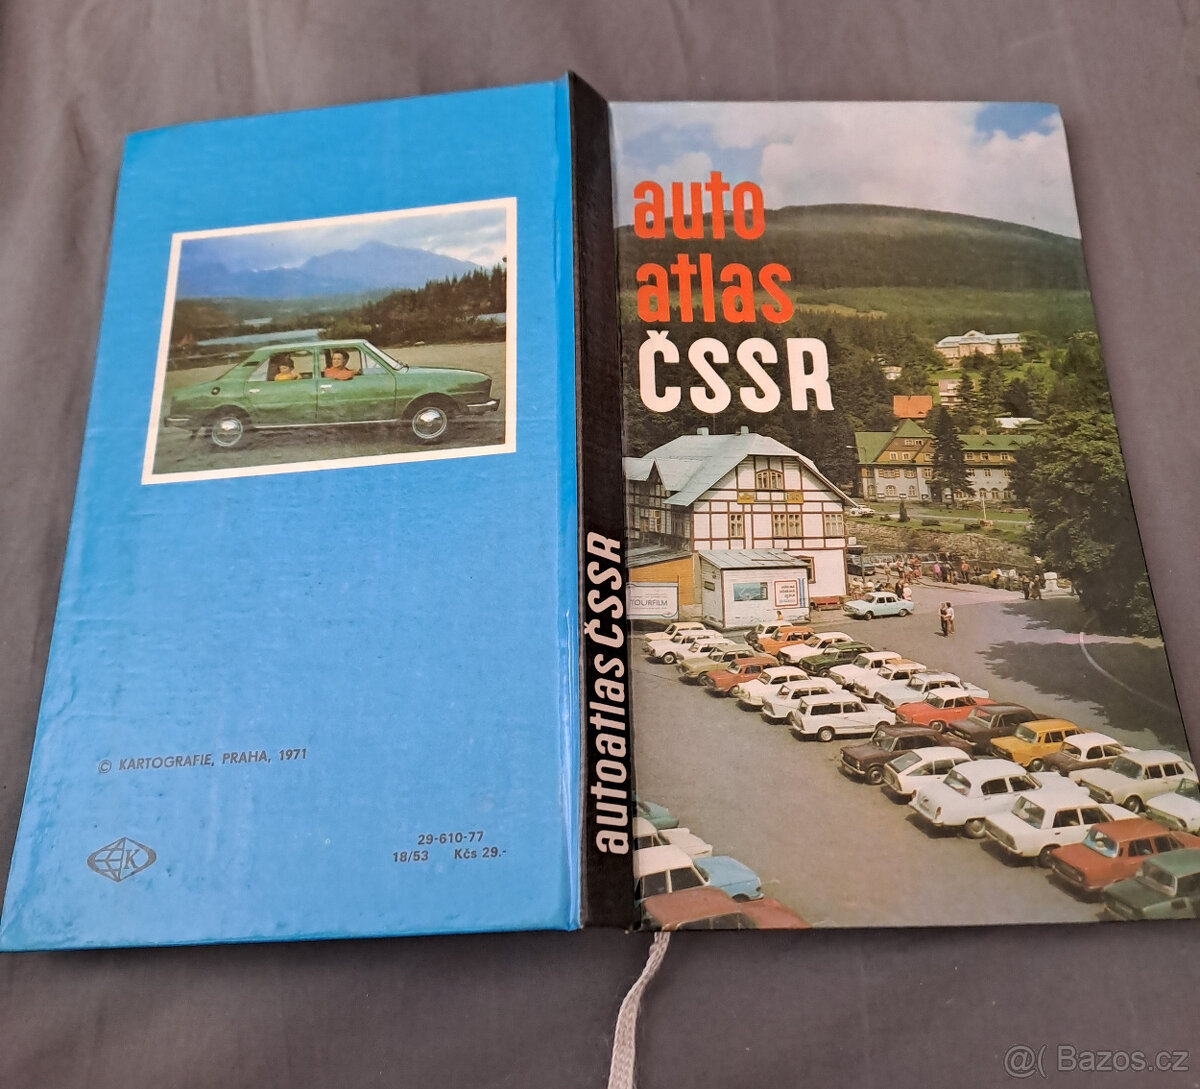 auto
atlas
ČSSR
TOURFILM
autoatlas ČSSR
© KARTOGRAFIE, PRAHA, 1971
K
29-610-77
18/53 Kčs 29.-
@( Bazos.cz